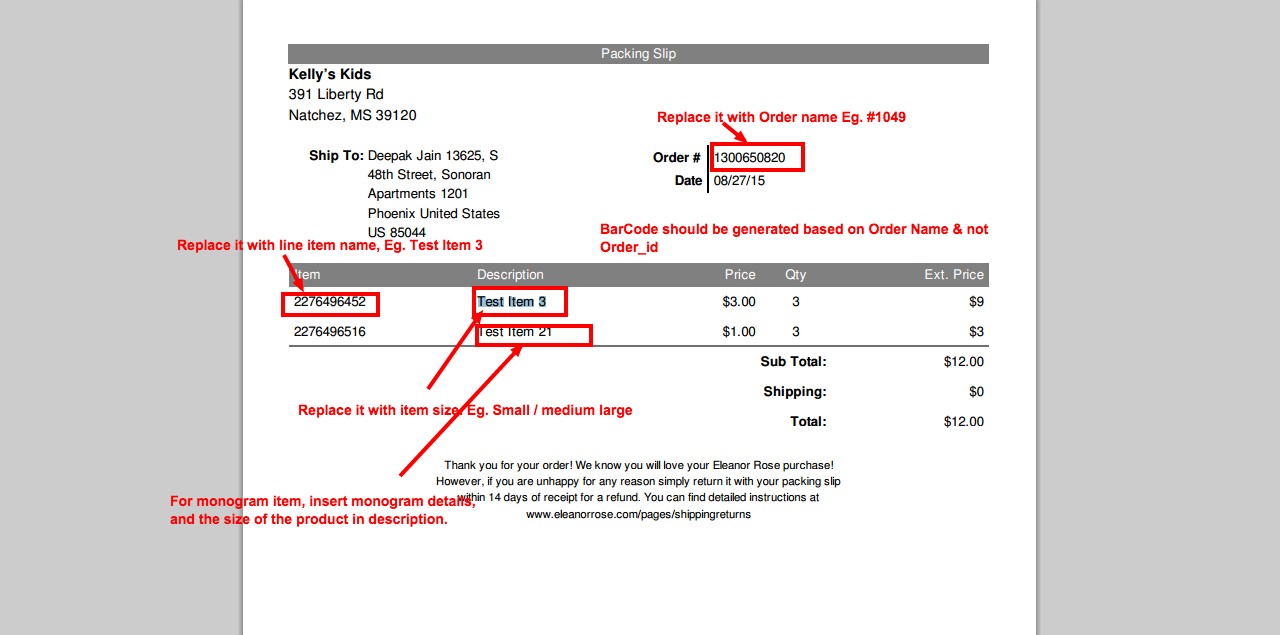 Packing Slip
Kelly’s Kids
391 Liberty Rd
Natchez, MS 39120
Replace it with Order name Eg. #1049
Ship To: Deepak Jain 13625, S
48th Street, Sonoran
Apartments 1201
Phoenix United States
US 85044
Order # 1300650820
Date 08/27/15
Replace it with line item name, Eg. Test Item 3
BarCode should be generated based on Order Name & not
Order_id
Item Description Price Qty Ext. Price
2276496452 Test Item 3 $3.00 3 $9
2276496516 Test Item 21 $1.00 3 $3
Sub Total: $12.00
Shipping: $0
Total: $12.00
Replace it with item size. Eg. Small / medium large
Thank you for your order! We know you will love your Eleanor Rose purchase!
However, if you are unhappy for any reason simply return it with your packing slip
within 14 days of receipt for a refund. You can find detailed instructions at
www.eleanorrose.com/pages/shippingreturns
For monogram item, insert monogram details,
and the size of the product in description.